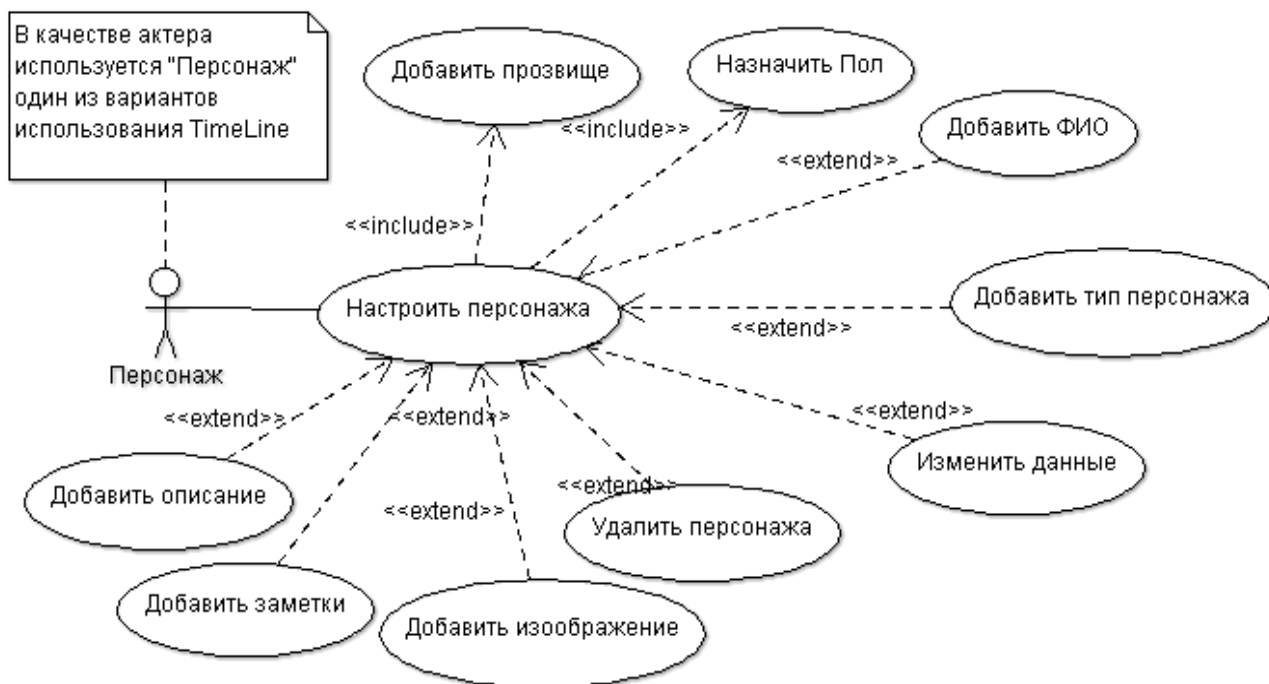 В качестве актера
используется "Персонаж"
один из вариантов
использования TimeLine
Добавить прозвище
Назначить Пол
<<include>>
Добавить ФИО
<<extend>>
<<include>>
Настроить персонажа
Добавить тип персонажа
<<extend>>
Персонаж
<<extend>>
<<extend>>
<<extend>>
Изменить данные
Добавить описание
<<extend>>
<<extend>>
Удалить персонажа
Добавить заметки
Добавить изоображение